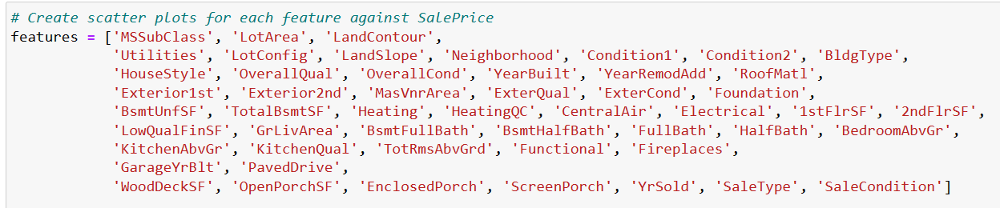 # Create scatter plots for each feature against SalePrice
features = ['MSSubClass', 'LotArea', 'LandContour',
'Utilities', 'LotConfig', 'LandSlope', 'Neighborhood', 'Condition1', 'Condition2', 'BldgType',
'HouseStyle', 'OverallQual', 'OverallCond', 'YearBuilt', 'YearRemodAdd', 'RoofMatl',
'Exterior1st', 'Exterior2nd', 'MasVnrArea', 'ExterQual', 'ExterCond', 'Foundation',
'BsmtUnfSF', 'TotalBsmtSF', 'Heating', 'HeatingQC', 'CentralAir', 'Electrical', '1stFlrSF', '2ndFlrSF',
'LowQualFinSF', 'GrLivArea', 'BsmtFullBath', 'BsmtHalfBath', 'FullBath', 'HalfBath', 'BedroomAbvGr',
'KitchenAbvGr', 'KitchenQual', 'TotRmsAbvGrd', 'Functional', 'Fireplaces',
'GarageYrBlt', 'PavedDrive',
'WoodDeckSF', 'OpenPorchSF', 'EnclosedPorch', 'ScreenPorch', 'YrSold', 'SaleType', 'SaleCondition']